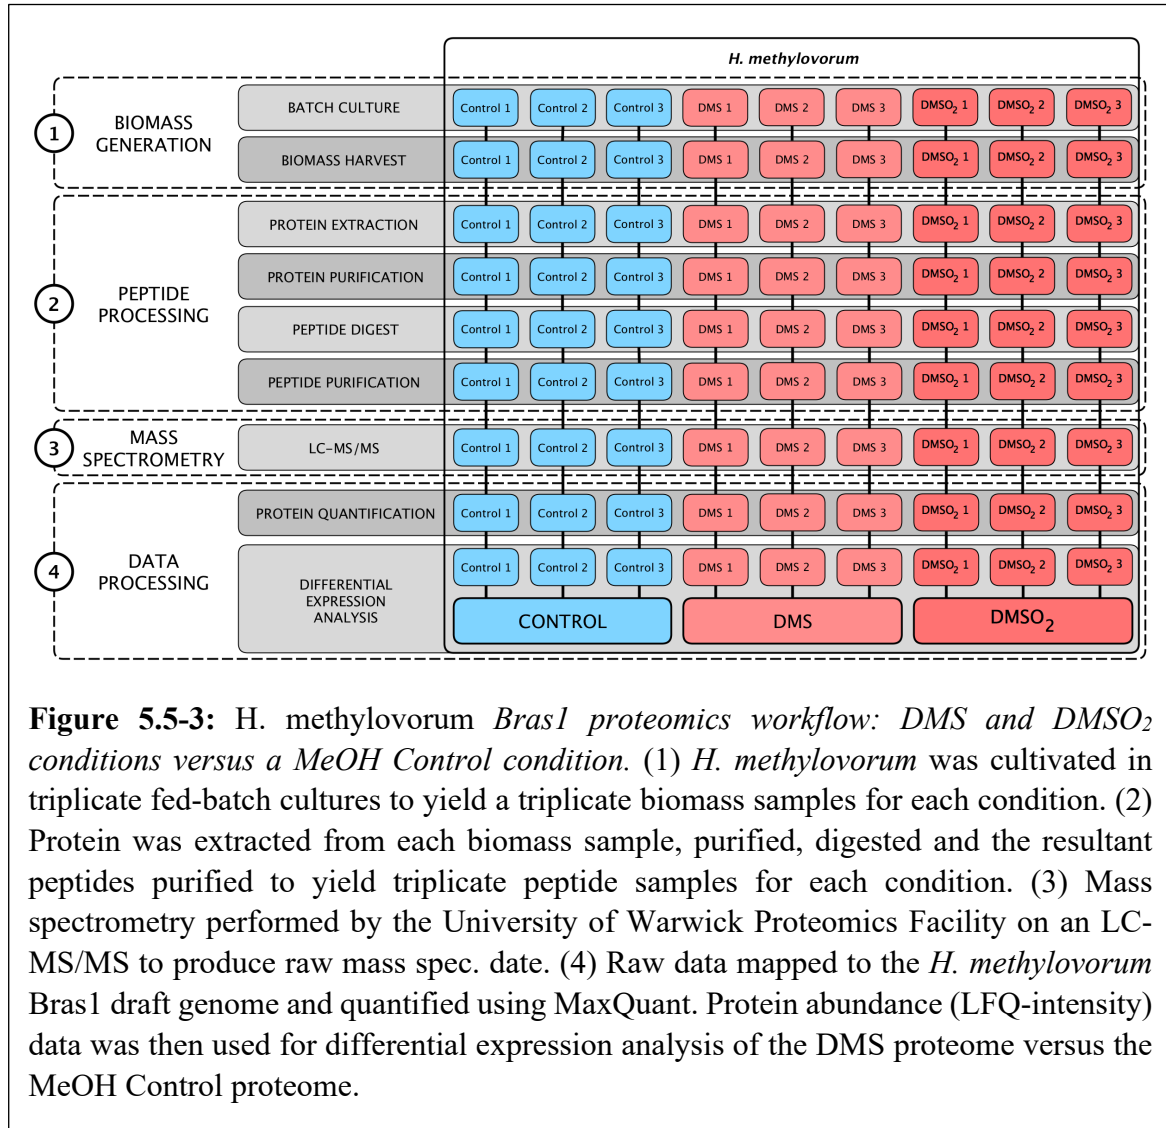 H. methylovorum
1
BIOMASS
GENERATION
BATCH CULTURE
Control 1 Control 2 Control 3 DMS 1 DMS 2 DMS 3 DMSO2 1 DMSO2 2 DMSO2 3
BIOMASS HARVEST
Control 1 Control 2 Control 3 DMS 1 DMS 2 DMS 3 DMSO2 1 DMSO2 2 DMSO2 3
2
PEPTIDE
PROCESSING
PROTEIN EXTRACTION
Control 1 Control 2 Control 3 DMS 1 DMS 2 DMS 3 DMSO2 1 DMSO2 2 DMSO2 3
PROTEIN PURIFICATION
Control 1 Control 2 Control 3 DMS 1 DMS 2 DMS 3 DMSO2 1 DMSO2 2 DMSO2 3
PEPTIDE DIGEST
Control 1 Control 2 Control 3 DMS 1 DMS 2 DMS 3 DMSO2 1 DMSO2 2 DMSO2 3
PEPTIDE PURIFICATION
Control 1 Control 2 Control 3 DMS 1 DMS 2 DMS 3 DMSO2 1 DMSO2 2 DMSO2 3
3
MASS
SPECTROMETRY
LC-MS/MS
Control 1 Control 2 Control 3 DMS 1 DMS 2 DMS 3 DMSO2 1 DMSO2 2 DMSO2 3
4
DATA
PROCESSING
PROTEIN QUANTIFICATION
Control 1 Control 2 Control 3 DMS 1 DMS 2 DMS 3 DMSO2 1 DMSO2 2 DMSO2 3
DIFFERENTIAL
EXPRESSION
ANALYSIS
Control 1 Control 2 Control 3 DMS 1 DMS 2 DMS 3 DMSO2 1 DMSO2 2 DMSO2 3
CONTROL DMS DMSO2
Figure 5.5-3: H. methylovorum Bras1 proteomics workflow: DMS and DMSO2
conditions versus a MeOH Control condition. (1) H. methylovorum was cultivated in
triplicate fed-batch cultures to yield a triplicate biomass samples for each condition. (2)
Protein was extracted from each biomass sample, purified, digested and the resultant
peptides purified to yield triplicate peptide samples for each condition. (3) Mass
spectrometry performed by the University of Warwick Proteomics Facility on an LC-
MS/MS to produce raw mass spec. date. (4) Raw data mapped to the H. methylovorum
Bras1 draft genome and quantified using MaxQuant. Protein abundance (LFQ-intensity)
data was then used for differential expression analysis of the DMS proteome versus the
MeOH Control proteome.